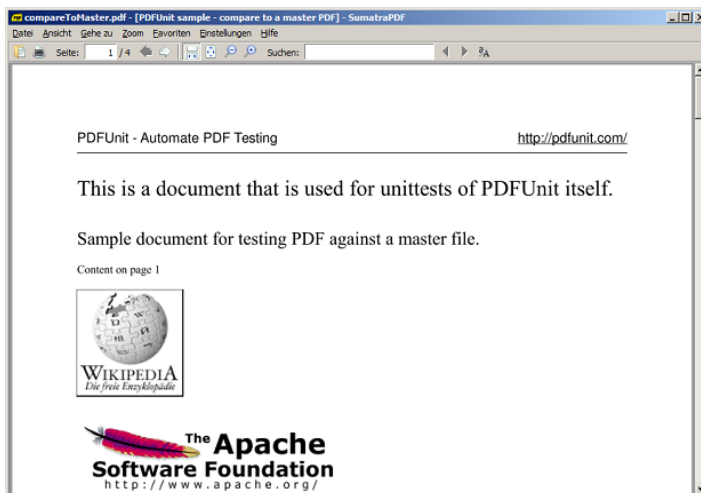 compareToMaster.pdf - [PDFUnit sample - compare to a master PDF] - SumatraPDF
Datei Ansicht Gehe zu Zoom Favoriten Einstellungen Hilfe
Seite: 1 / 4 Suchen:
PDFUnit - Automate PDF Testing http://pdfunit.com/
This is a document that is used for unittests of PDFUnit itself.
Sample document for testing PDF against a master file.
Content on page 1
WIKIPEDIA
Die freie Enzyklopädie
The Apache
Software Foundation
http://www.apache.org/